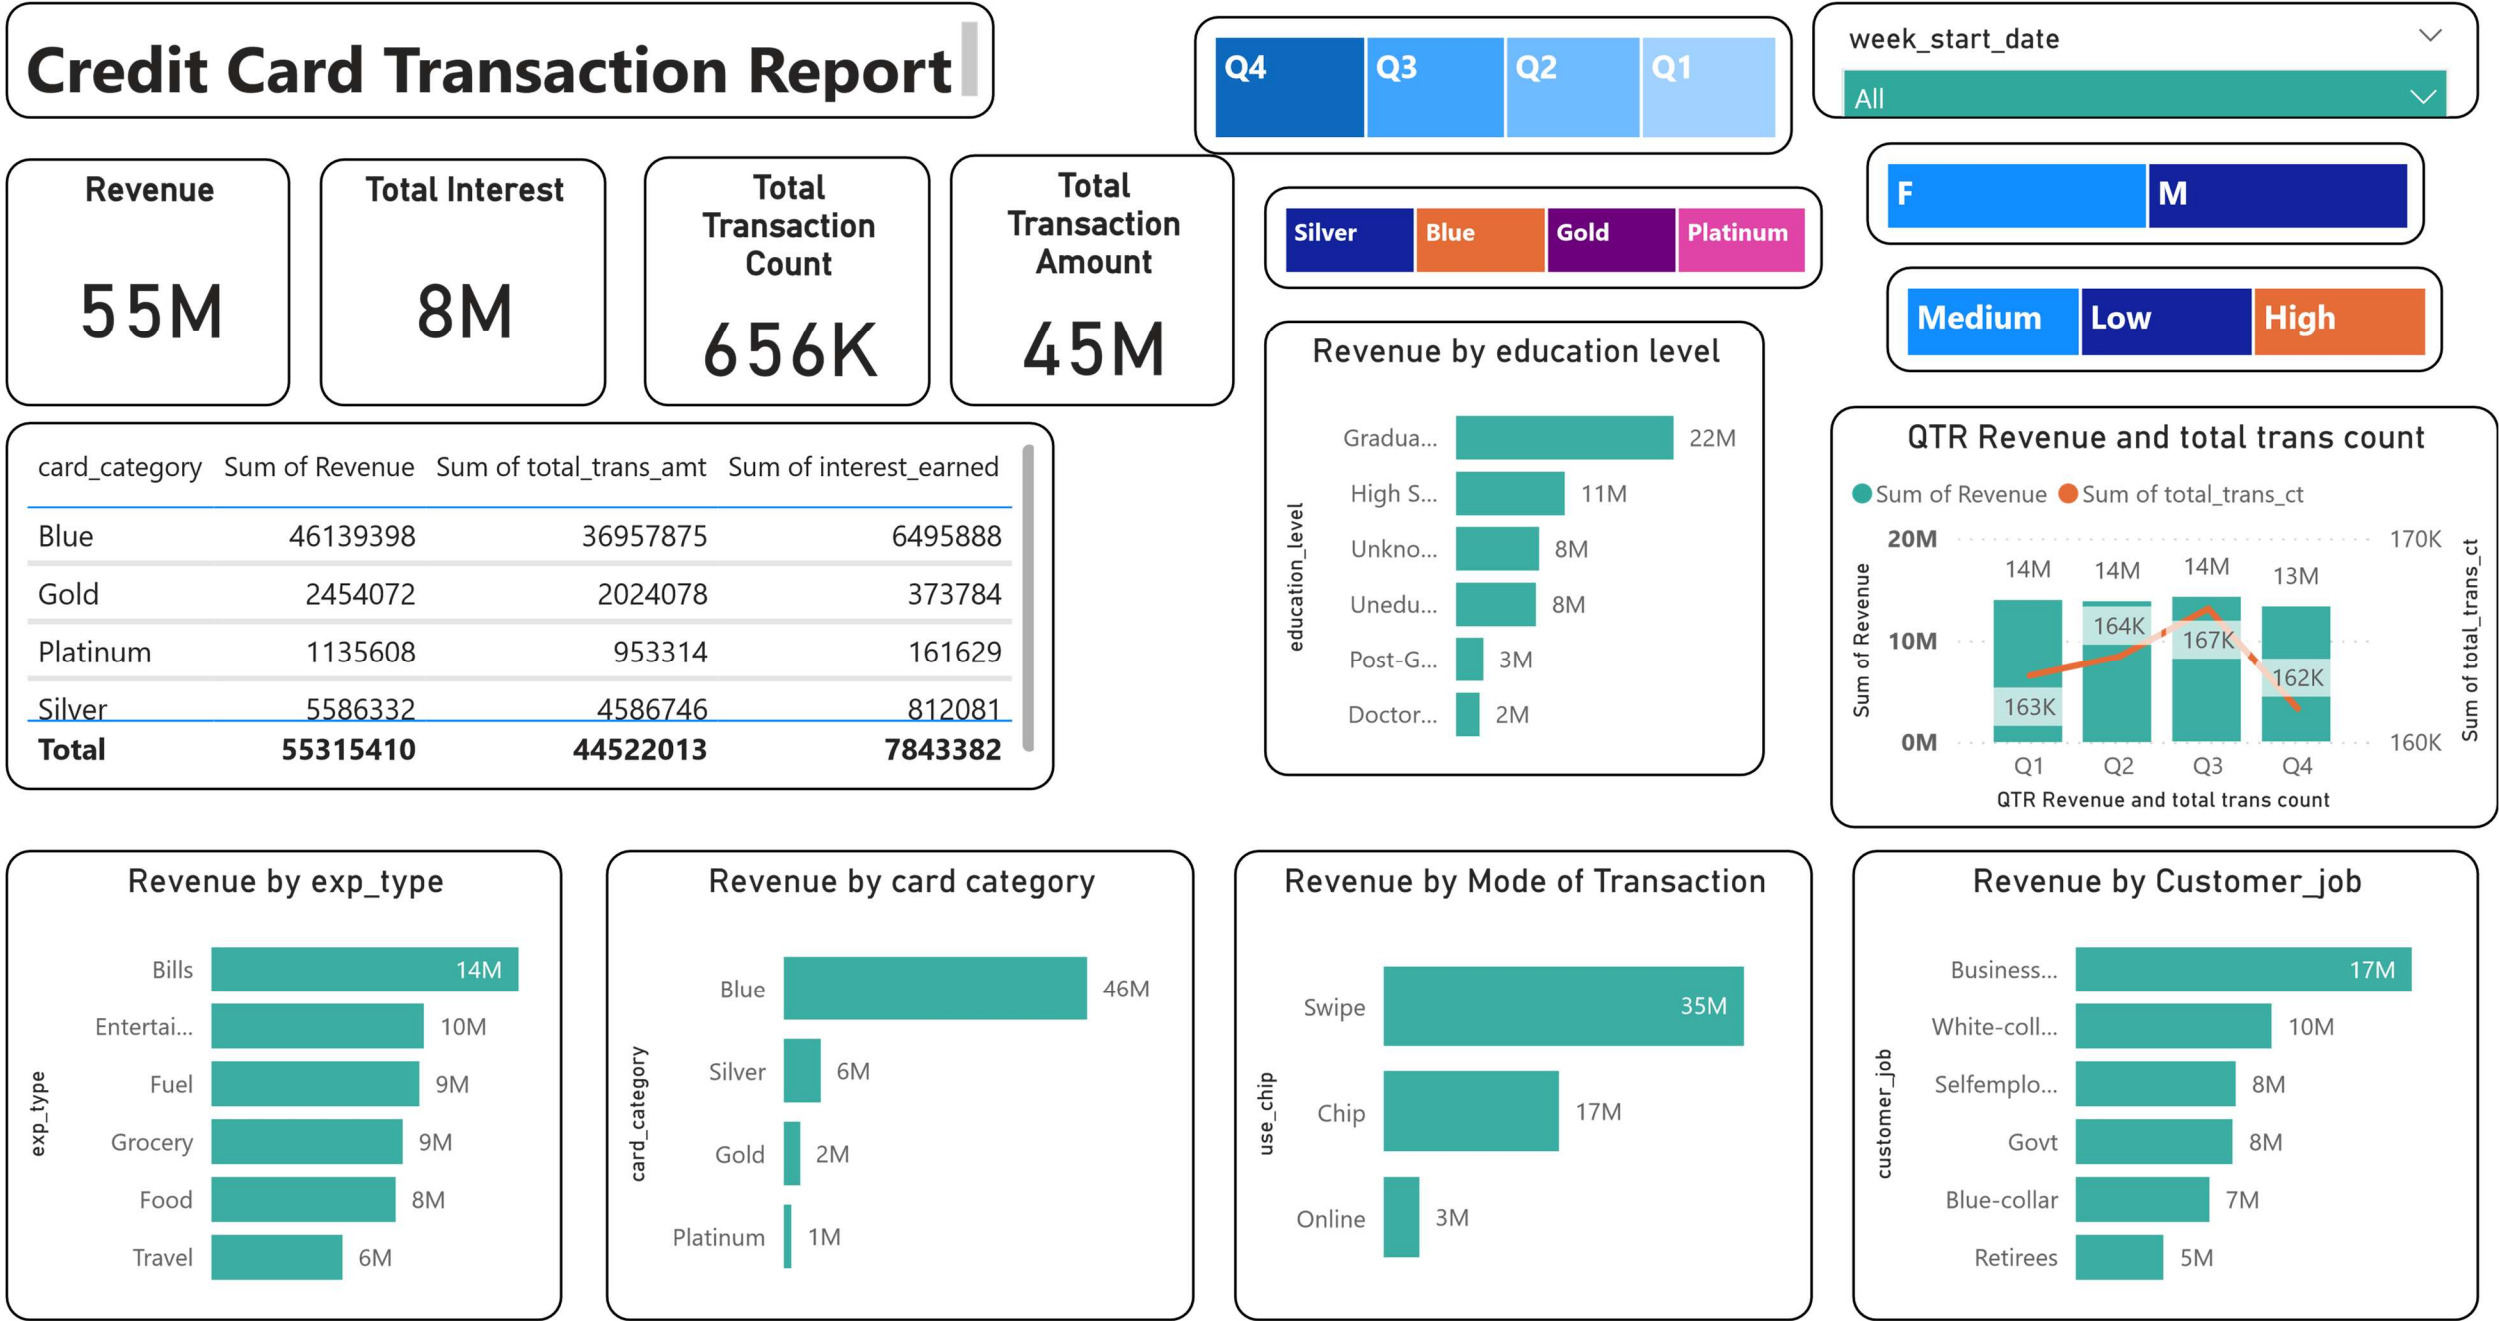 Credit Card Transaction Report
Q4 Q3 Q2 Q1
week_start_date
All
Revenue
55M
Total Interest
8M
Total
Transaction
Count
656K
Total
Transaction
Amount
45M
Silver Blue Gold Platinum
F M
Medium Low High
card_category Sum of Revenue Sum of total_trans_amt Sum of interest_earned
Blue 46139398 36957875 6495888
Gold 2454072 2024078 373784
Platinum 1135608 953314 161629
Silver 5586332 4586746 812081
Total 55315410 44522013 7843382
Revenue by education level
education_level
Gradua... 22M
High S... 11M
Unkno... 8M
Unedu... 8M
Post-G... 3M
Doctor... 2M
QTR Revenue and total trans count
Sum of Revenue Sum of total_trans_ct
Sum of Revenue
20M
10M
0M
14M 14M 14M 13M
163K 164K 167K 162K
170K
160K
Sum of total_trans_ct
Q1 Q2 Q3 Q4
QTR Revenue and total trans count
Revenue by exp_type
exp_type
Bills 14M
Entertai... 10M
Fuel 9M
Grocery 9M
Food 8M
Travel 6M
Revenue by card category
card_category
Blue 46M
Silver 6M
Gold 2M
Platinum 1M
Revenue by Mode of Transaction
use_chip
Swipe 35M
Chip 17M
Online 3M
Revenue by Customer_job
customer_job
Business... 17M
White-coll... 10M
Selfemplo... 8M
Govt 8M
Blue-collar 7M
Retirees 5M